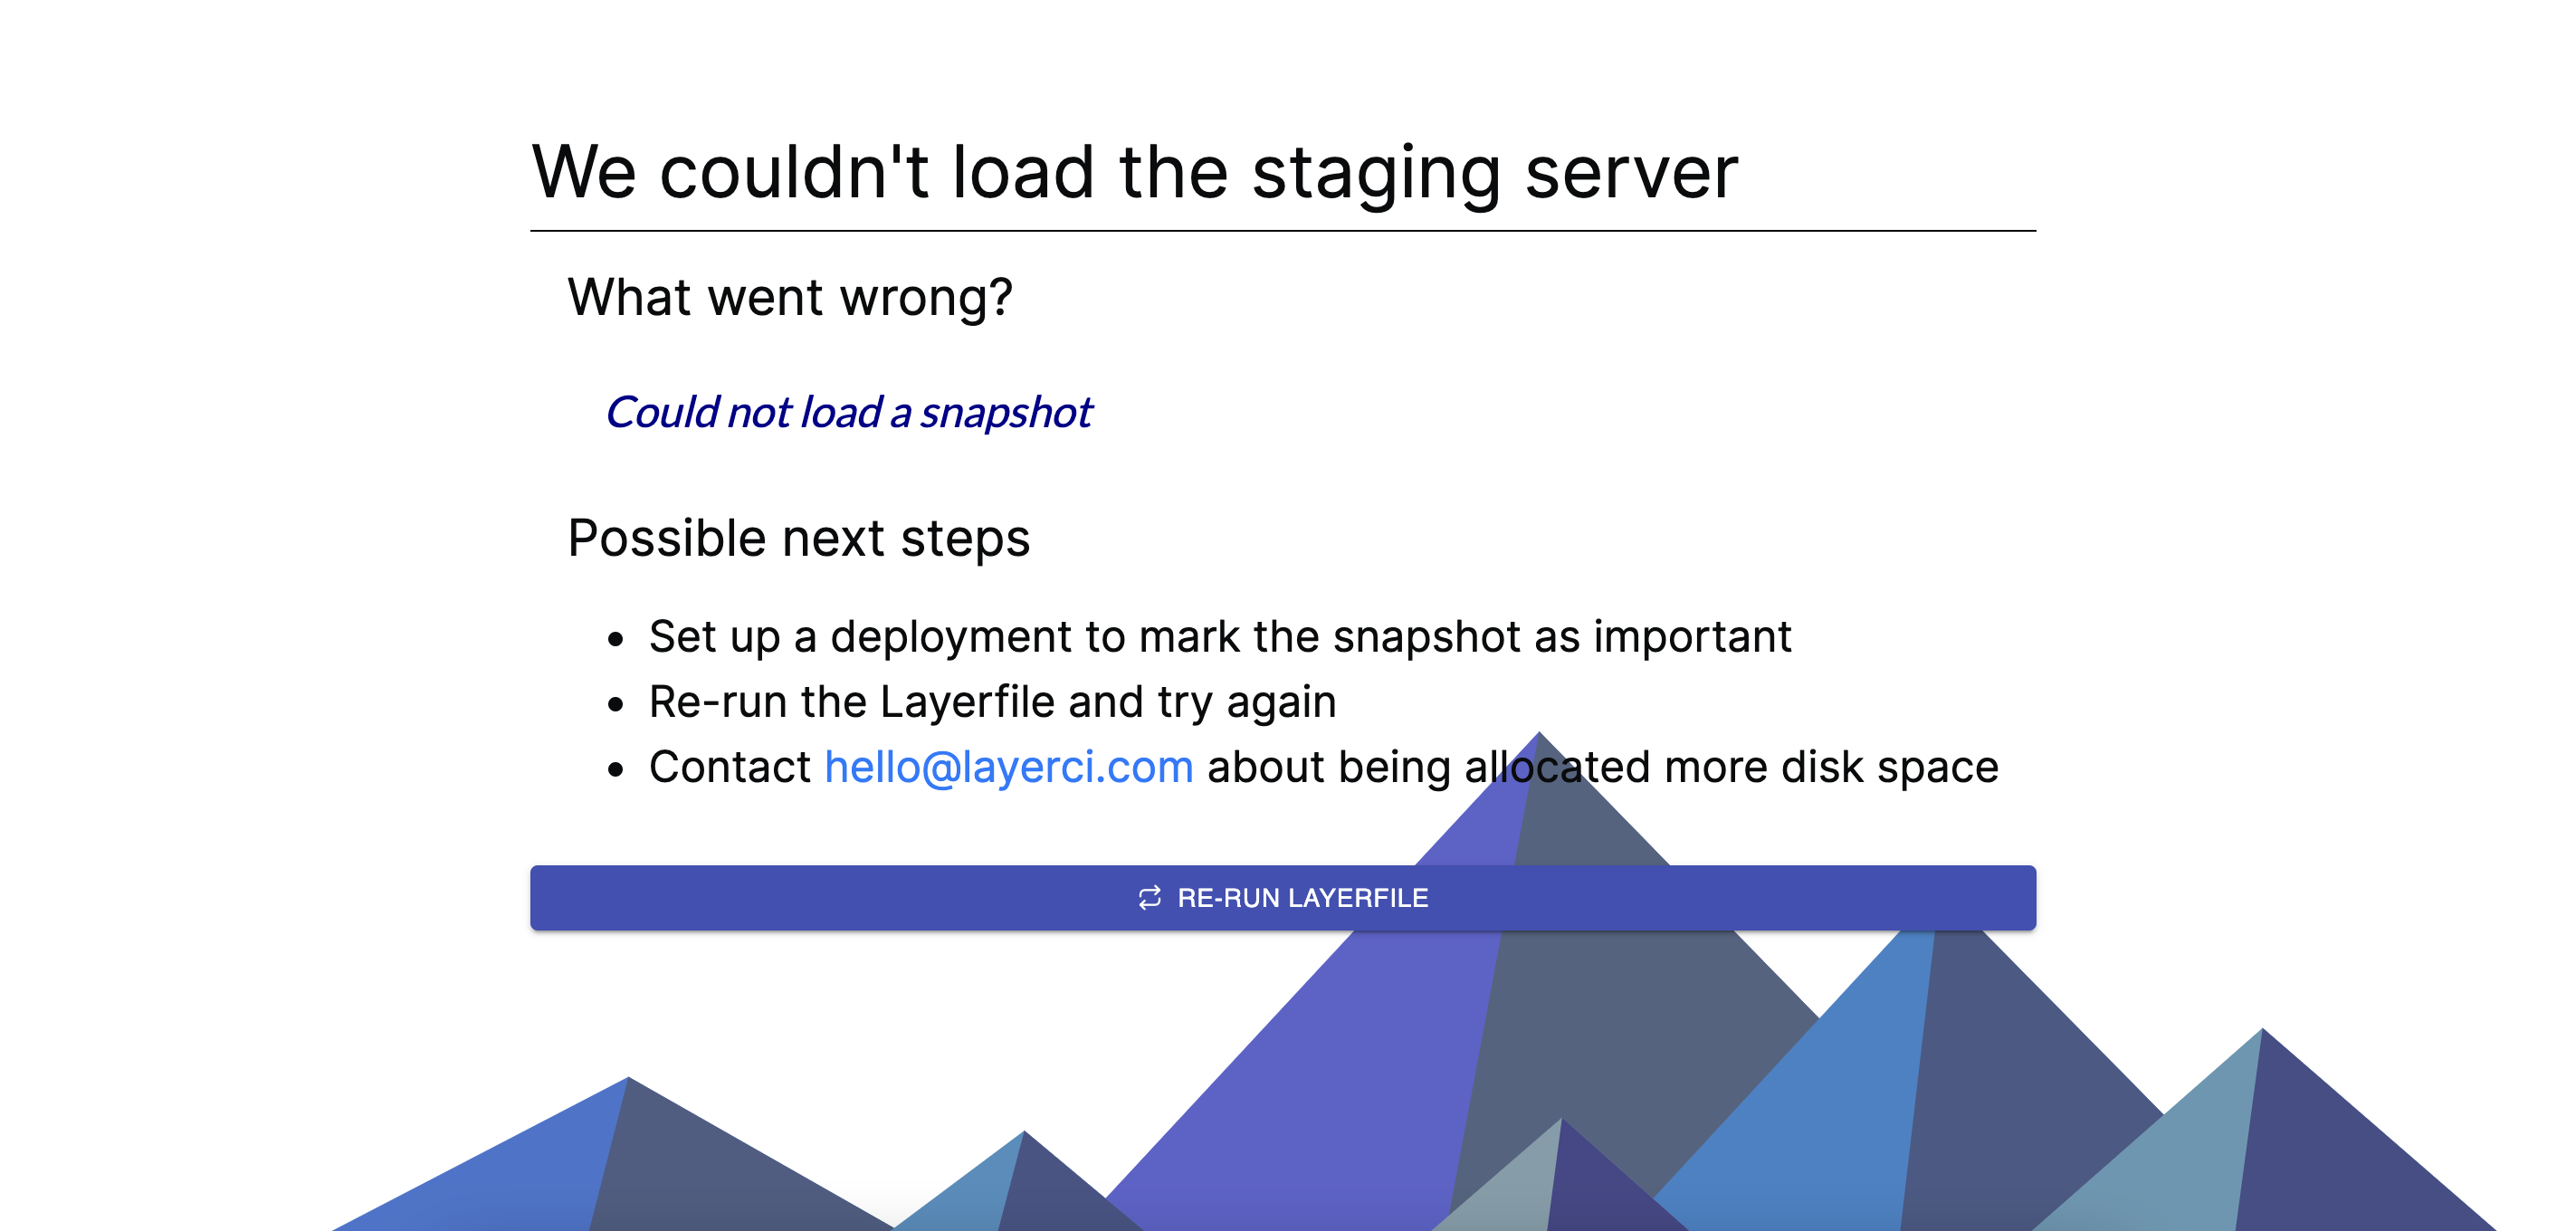 We couldn't load the staging server
What went wrong?
Could not load a snapshot
Possible next steps
Set up a deployment to mark the snapshot as important
Re-run the Layerfile and try again
Contact hello@layerci.com about being allocated more disk space
RE-RUN LAYERFILE